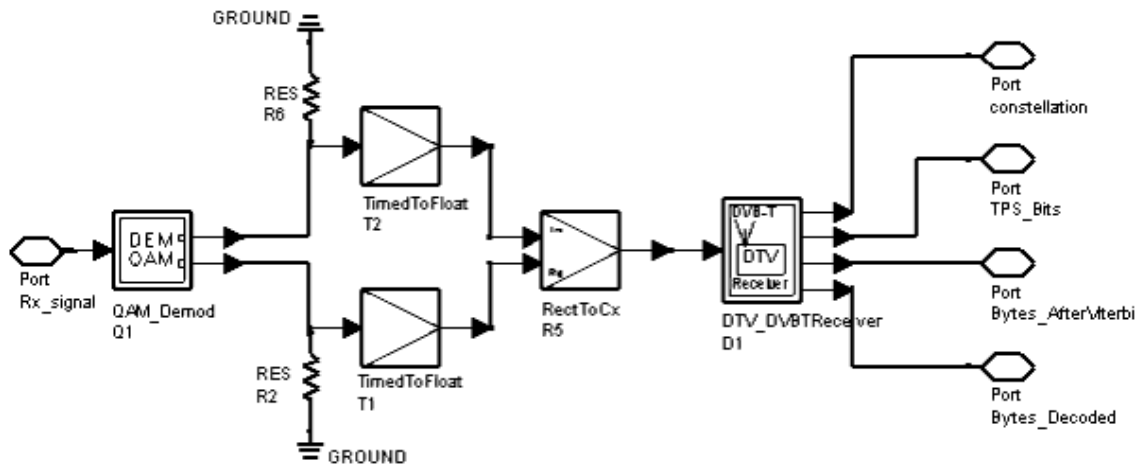 GROUND
RES
R6
TimedToFloat
T2
DEM
QAM
Port
Rx_signal
QAM_Demod
Q1
RES
R2
GROUND
TimedToFloat
T1
Im
Re
RectToCx
R5
DVB-T
DTV
Receiver
DTV_DVBTReceiver
D1
Port
constellation
Port
TPS_Bits
Port
Bytes_AfterViterbi
Port
Bytes_Decoded